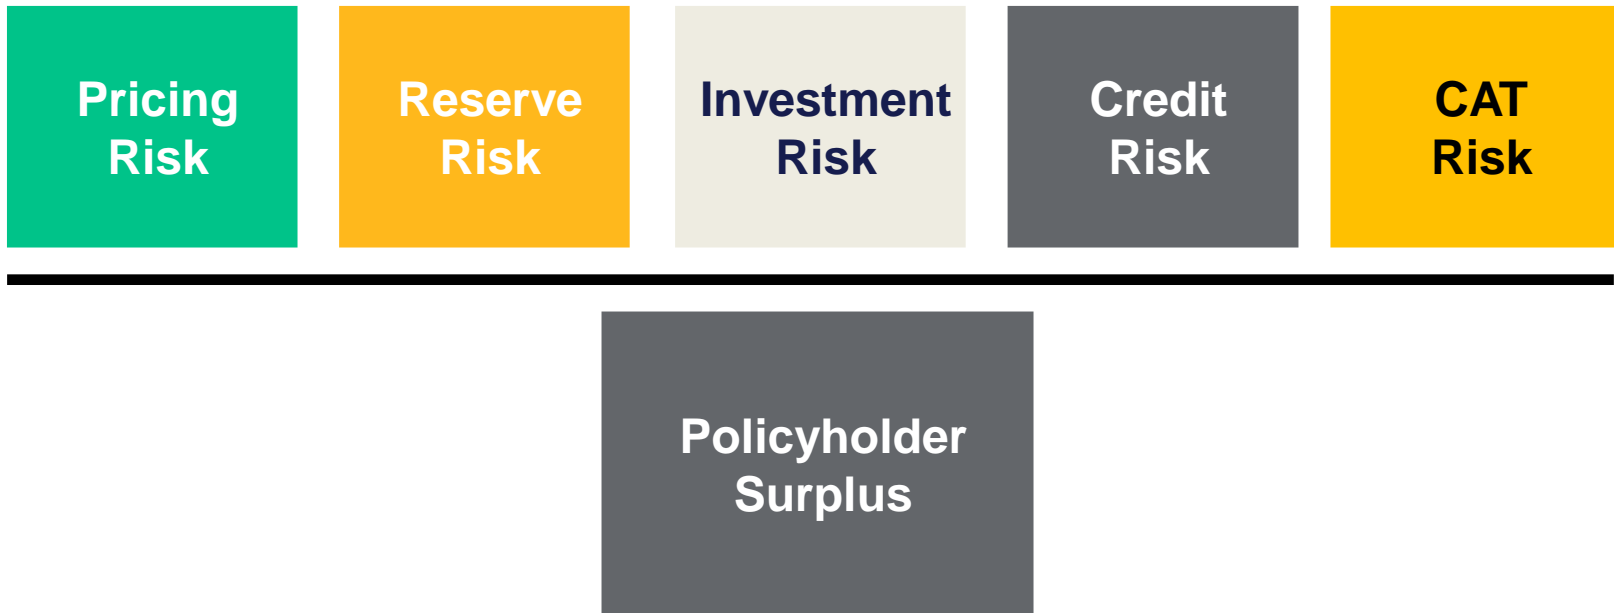 Pricing
Risk
Reserve
Risk
Investment
Risk
Credit
Risk
CAT
Risk
Policyholder
Surplus